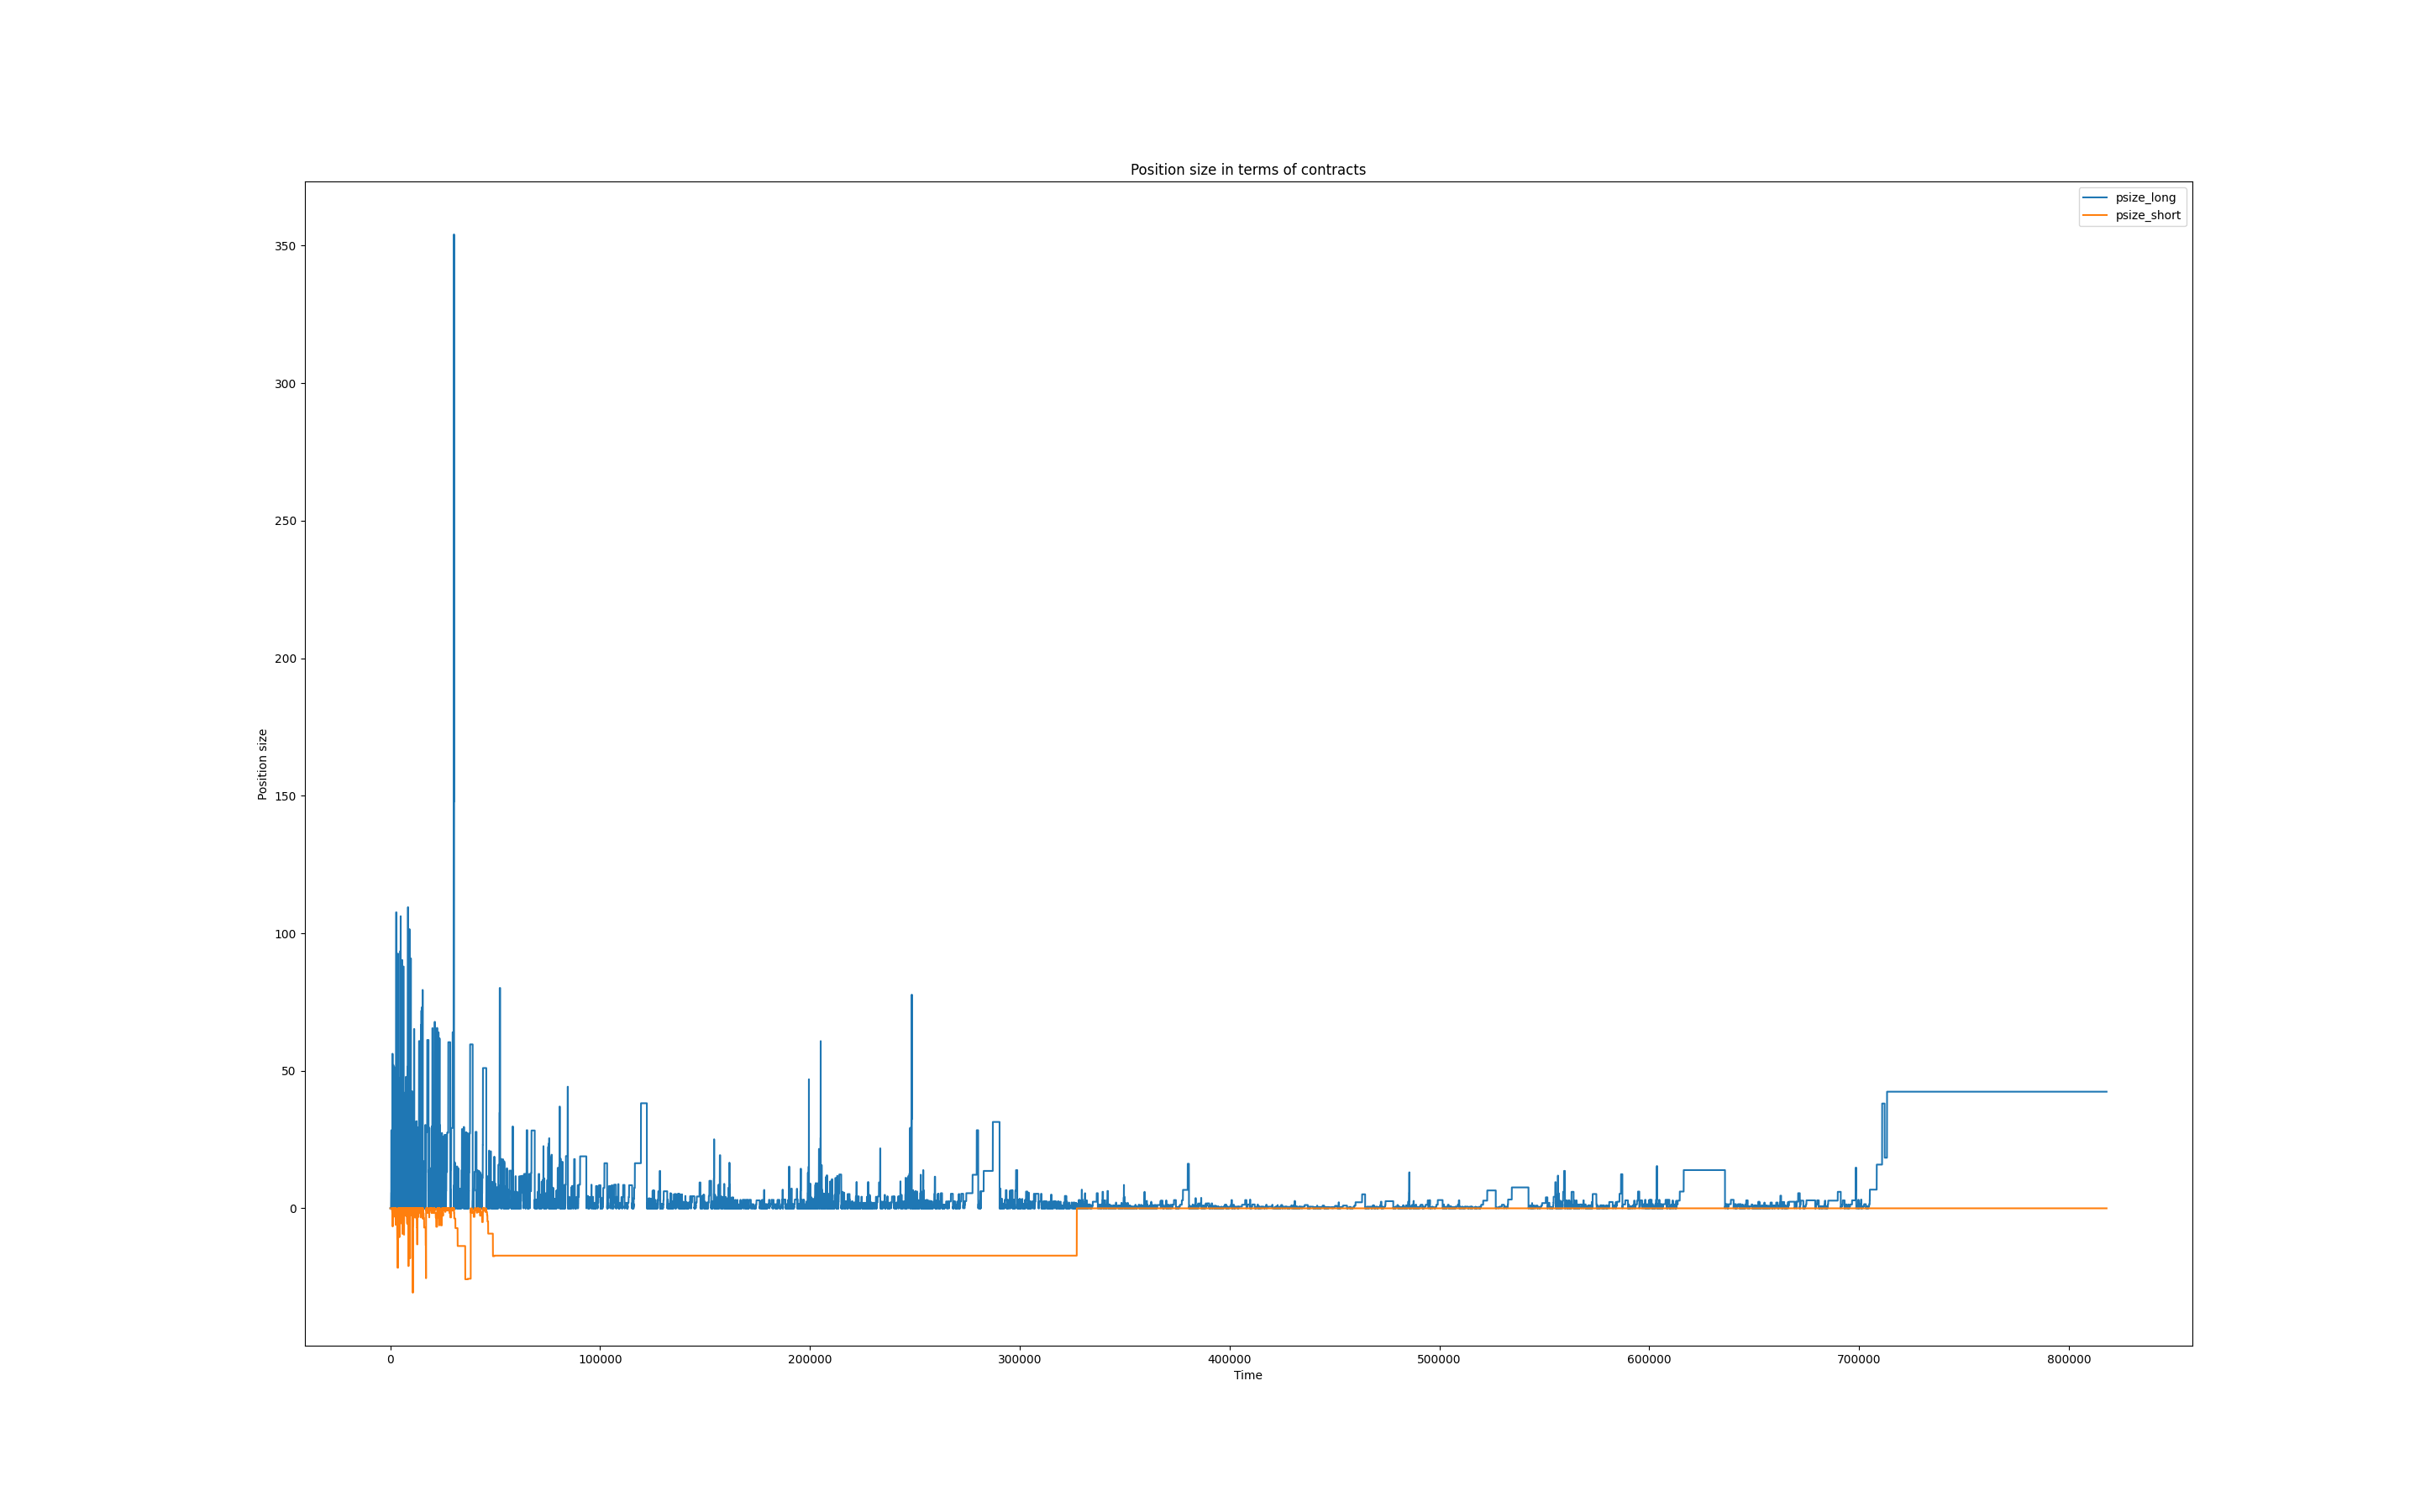 Position size in terms of contracts
psize_long
psize_short
350
300
250
200
150
100
50
0
Position size
0 100000 200000 300000 400000 500000 600000 700000 800000
Time